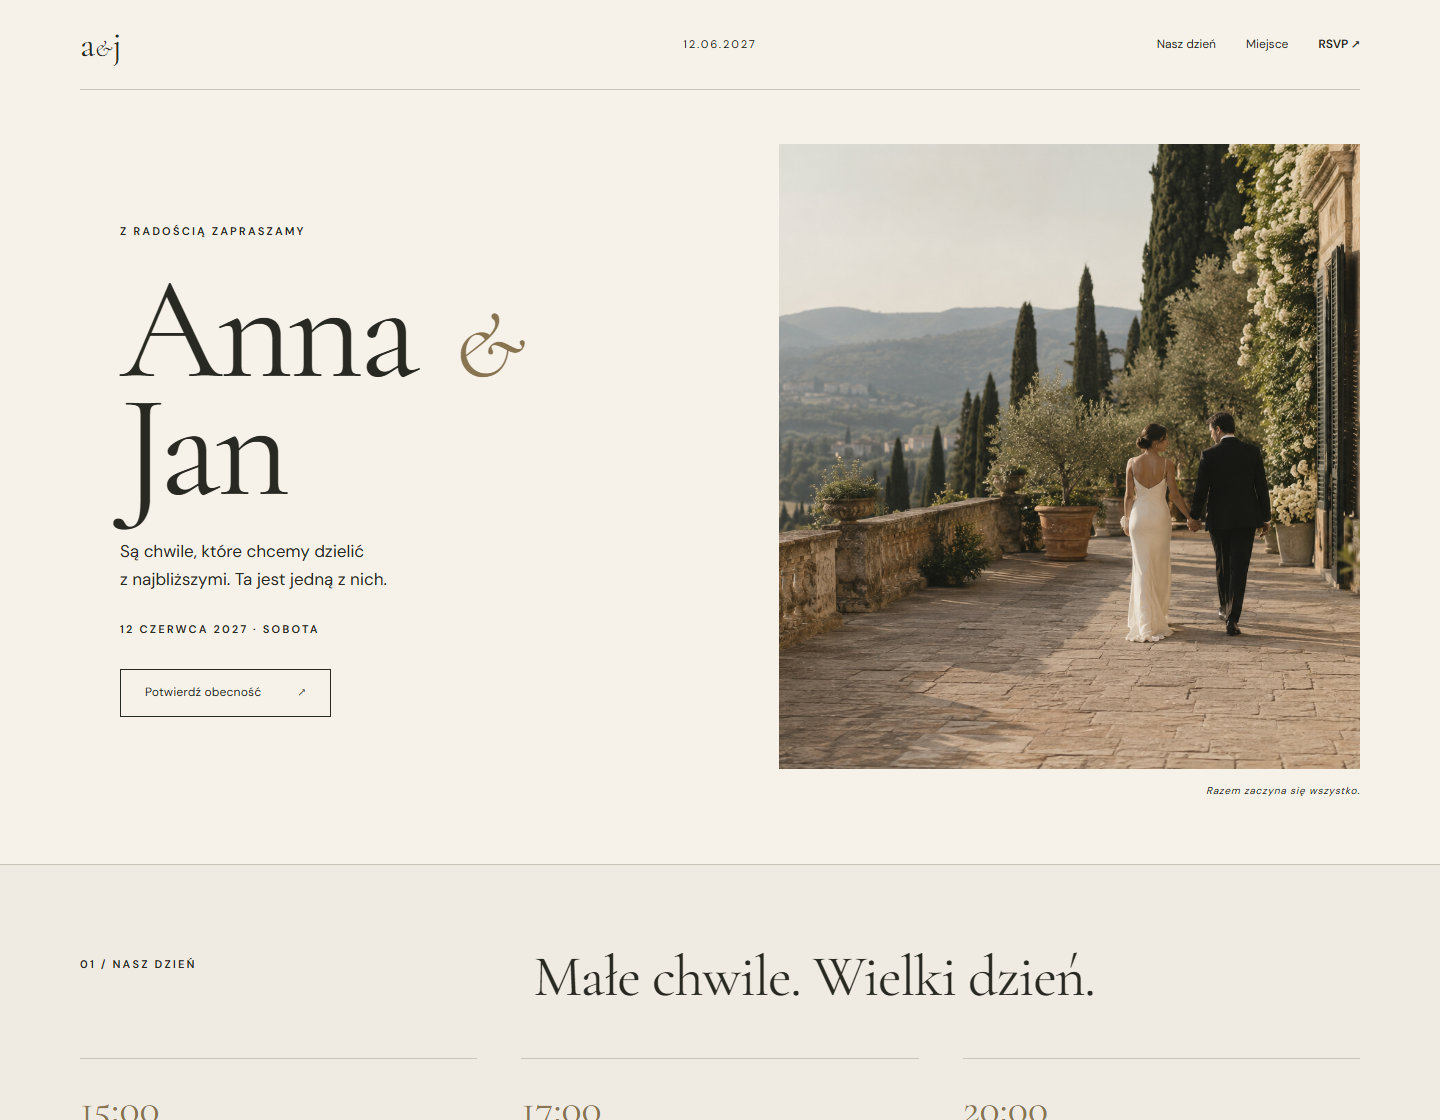 a&j
12.06.2027
Nasz dzień
Miejsce
RSVP ↗
Z RADOŚCIĄ ZAPRASZAMY
Anna &
Jan
Są chwile, które chcemy dzielić
z najbliższymi. Ta jest jedną z nich.
12 CZERWCA 2027 · SOBOTA
Potwierdź obecność ↗
Razem zaczyna się wszystko.
01 / NASZ DZIEŃ
Małe chwile. Wielki dzień.
15:00
17:00
20:00